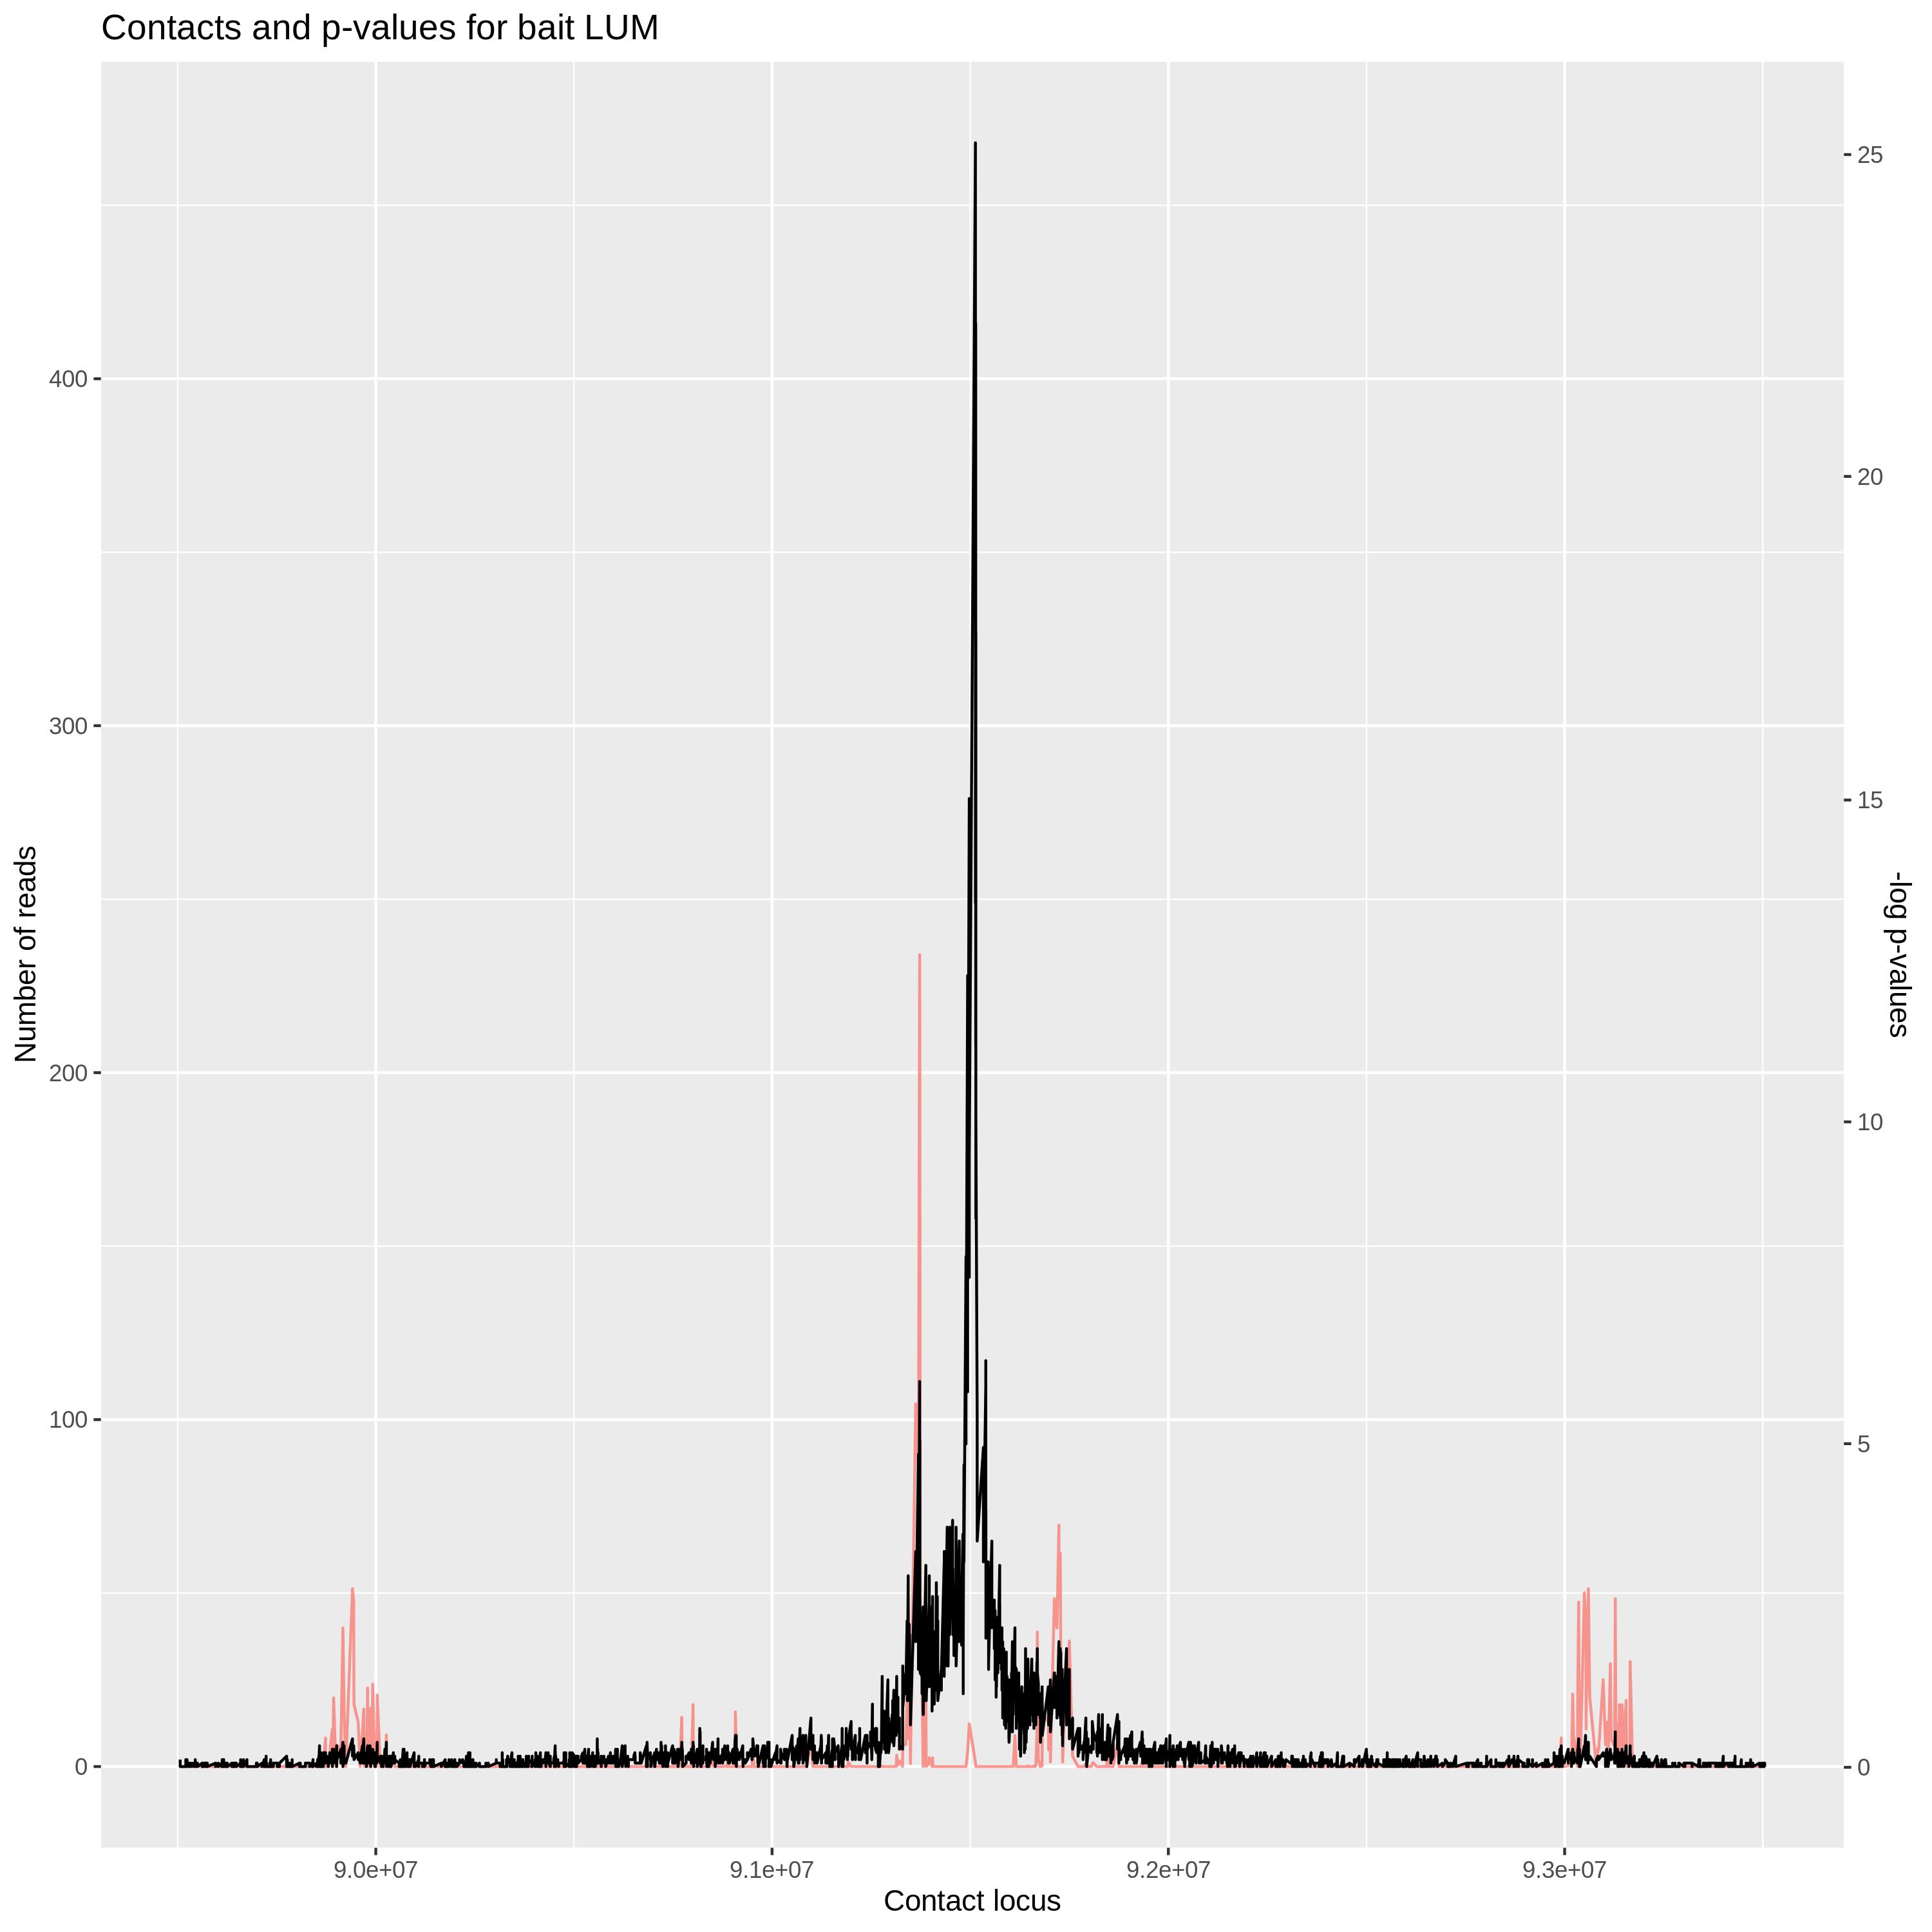 Contacts and p-values for bait LUM
Number of reads
400
300
200
100
0
25
20
15
10
5
0
-log p-values
9.0e+07
9.1e+07
9.2e+07
9.3e+07
Contact locus